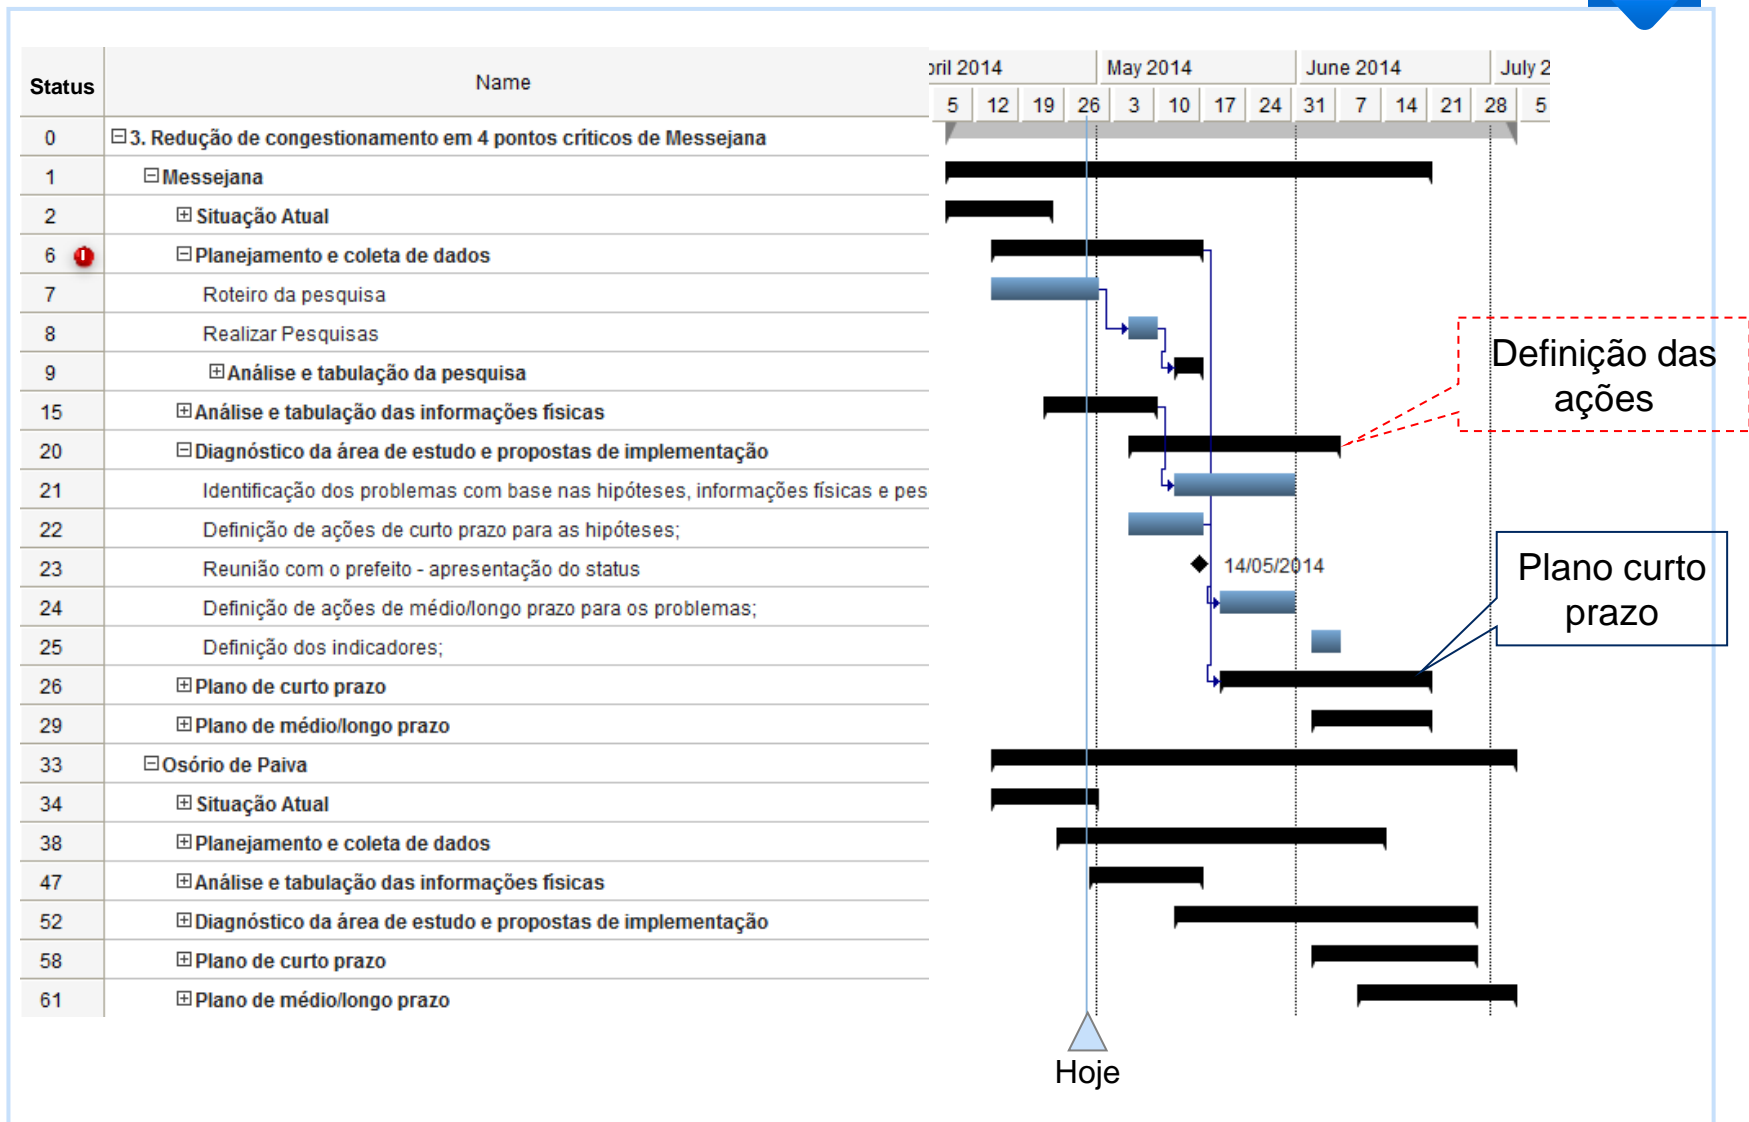 Status
Name
pril 2014
May 2014
June 2014
July 2
5 12 19 26 3 10 17 24 31 7 14 21 28 5
0 3. Redução de congestionamento em 4 pontos críticos de Messejana
1 Messejana
2 Situação Atual
6 Planejamento e coleta de dados
7 Roteiro da pesquisa
8 Realizar Pesquisas
9 Análise e tabulação da pesquisa
15 Análise e tabulação das informações físicas
20 Diagnóstico da área de estudo e propostas de implementação
21 Identificação dos problemas com base nas hipóteses, informações físicas e pes
22 Definição de ações de curto prazo para as hipóteses;
23 Reunião com o prefeito - apresentação do status
14/05/2014
24 Definição de ações de médio/longo prazo para os problemas;
25 Definição dos indicadores;
26 Plano de curto prazo
29 Plano de médio/longo prazo
33 Osório de Paiva
34 Situação Atual
38 Planejamento e coleta de dados
47 Análise e tabulação das informações físicas
52 Diagnóstico da área de estudo e propostas de implementação
58 Plano de curto prazo
61 Plano de médio/longo prazo
Definição das
ações
Plano curto
prazo
Hoje